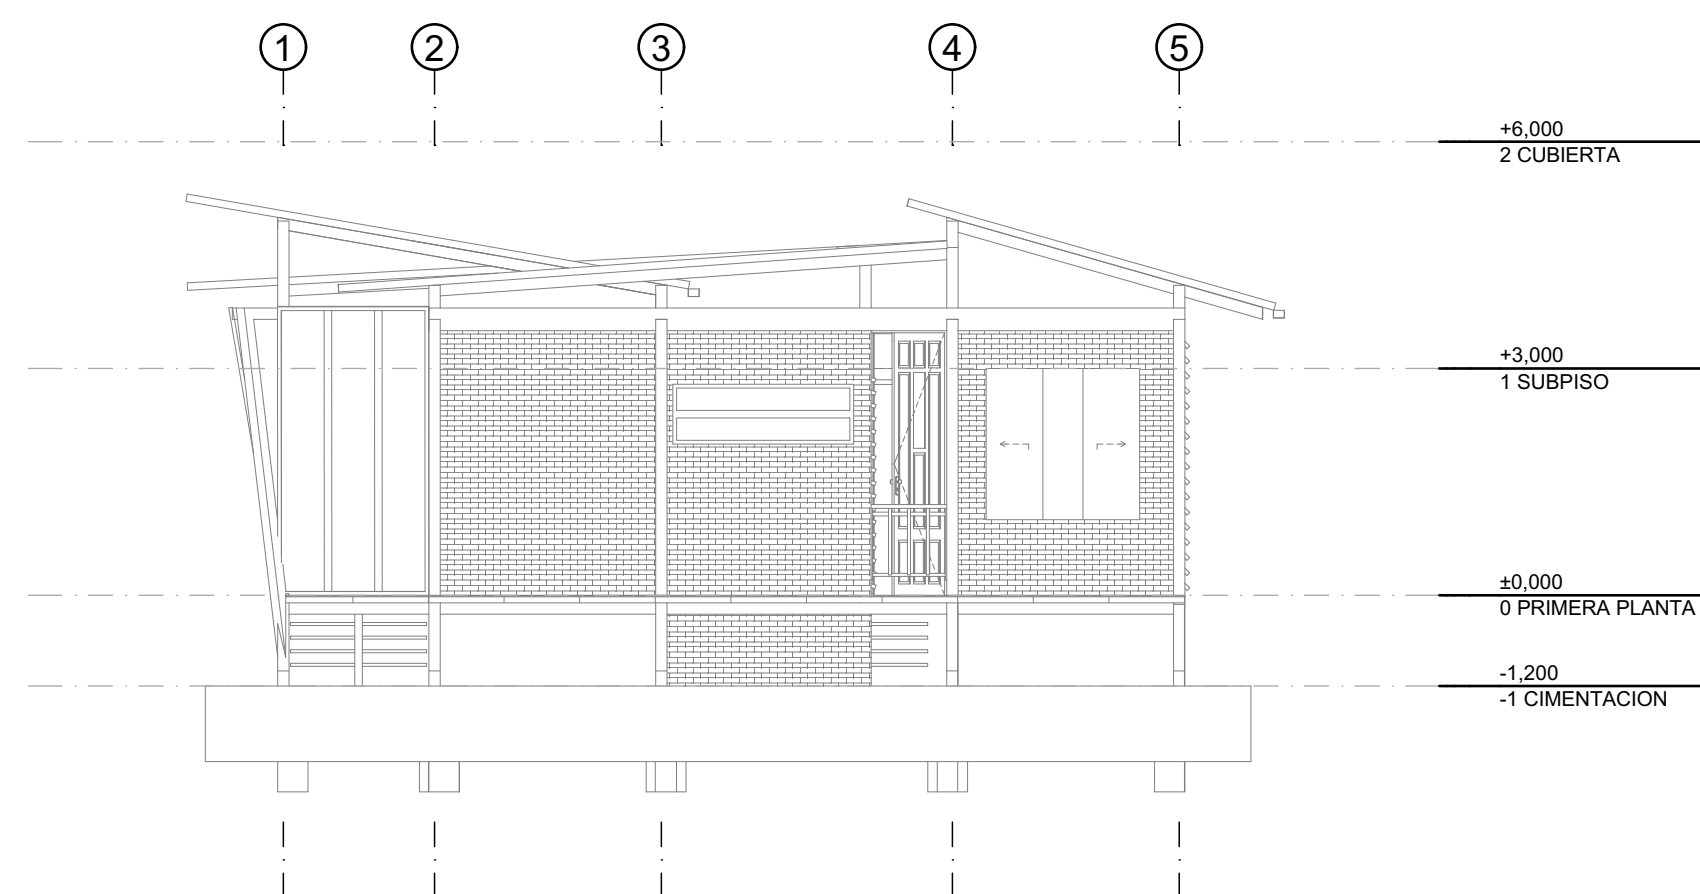 1 2 3 4 5
+6,000
2 CUBIERTA
+3,000
1 SUBPISO
±0,000
0 PRIMERA PLANTA
-1,200
-1 CIMENTACION